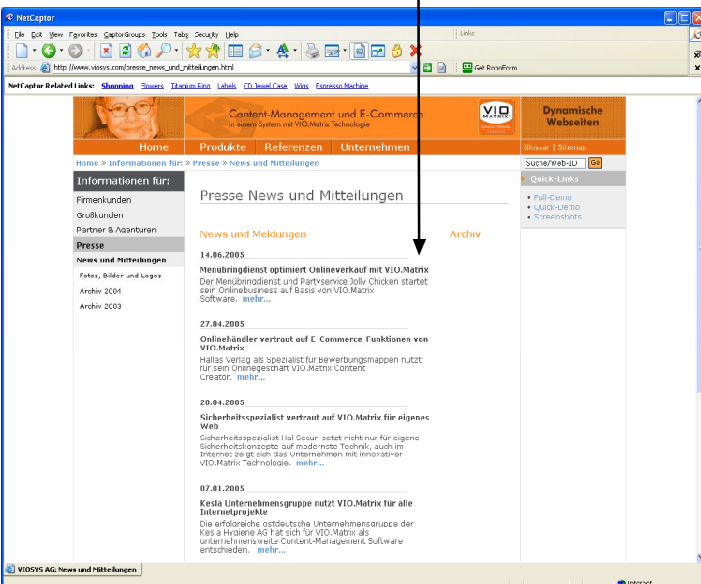 NetCaptor
File Edit View Favorites CaptorGroups Tools Tabs Security Help
Links
Address http://www.viosys.com/presse_news_und_mitteilungen.html
Get RoboForm
NetCaptor Related Links: Shopping Flowers Titanium Ring Labels CD Jewel Case Wigs Espresso Machine
Content-Management und E-Commerce
in einem System mit VIO.Matrix Technologie
VIO
MATRIX
Dynamische
Webseiten
Home Produkte Referenzen Unternehmen
Glossar | Sitemap
Home » Informationen für: » Presse » News und Mitteilungen
Suche/Web-ID Go
Informationen für:
Firmenkunden
Großkunden
Partner & Agenturen
Presse
News und Mitteilungen
Fotos, Bilder und Logos
Archiv 2004
Archiv 2003
Presse News und Mitteilungen
News und Meldungen Archiv
14.06.2005
Menübringdienst optimiert Onlineverkauf mit VIO.Matrix
Der Menübringdienst und Partyservice Jolly Chicken startet
sein Onlinebusiness auf Basis von VIO.Matrix
Software. mehr...
27.04.2005
Onlinehändler vertraut auf E-Commerce Funktionen von
VIO.Matrix
Hallas Verlag als Spezialist für Bewerbungsmappen nutzt
für sein Onlinegeschäft VIO.Matrix Content
Creator. mehr...
20.04.2005
Sicherheitsspezialist vertraut auf VIO.Matrix für eigenes
Web
Sicherheitsspezialist Hal Secur setzt nicht nur für eigene
Sicherheitskonzepte auf modernste Technik, auch im
Internet zeigt sich das Unternehmen mit innovativer
VIO.Matrix Technologie. mehr...
07.01.2005
Kesla Unternehmensgruppe nutzt VIO.Matrix für alle
Internetprojekte
Die erfolgreiche ostdeutsche Unternehmensgruppe der
Kesla Hygiene AG hat sich für VIO.Matrix als
unternehmensweite Content-Management Software
entschieden. mehr...
Quick-Links
Full-Demo
Quick-Demo
Screenshots
VIOSYS AG: News und Mitteilungen
Internet